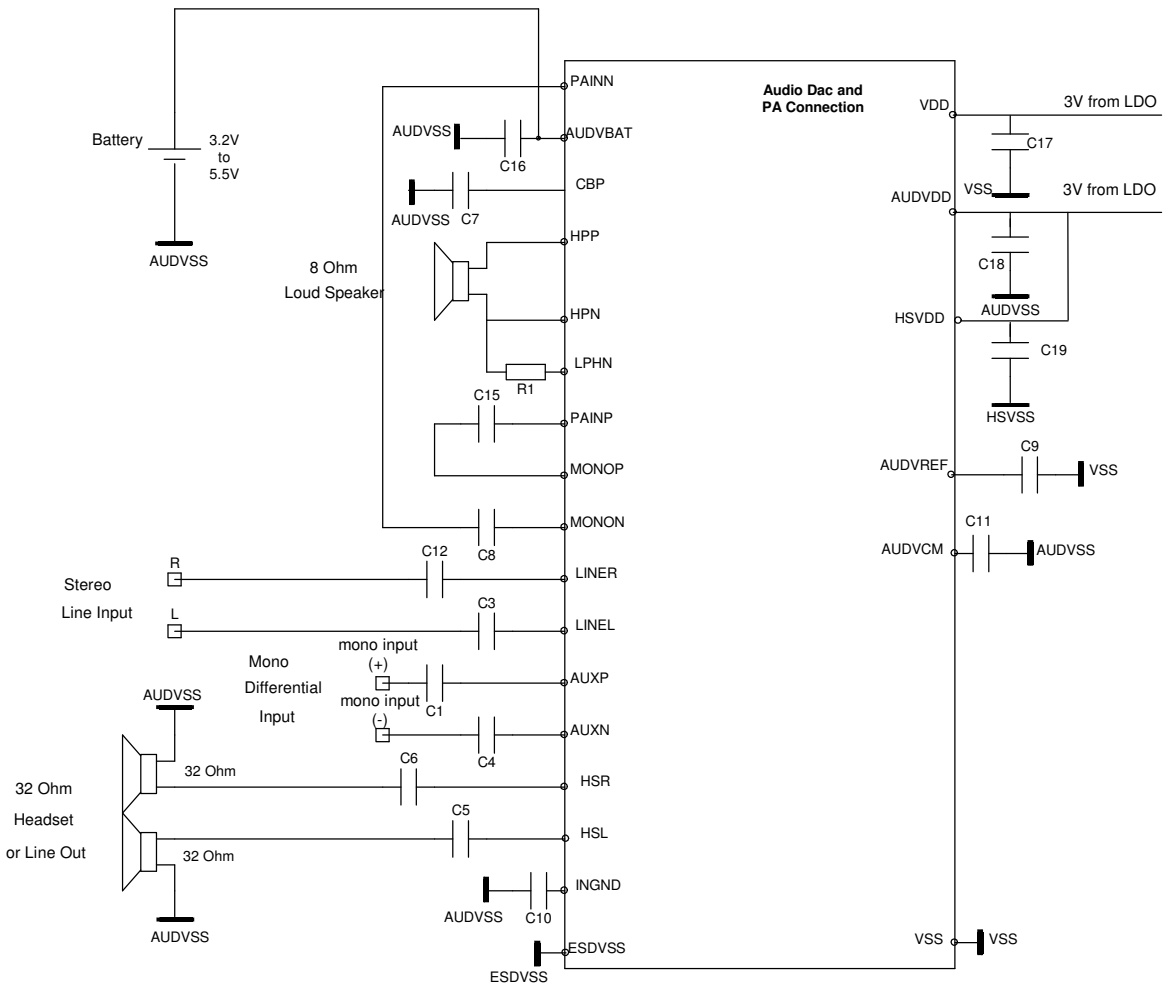 Audio Dac and
PA Connection
PAINN
AUDVBAT
AUDVSS
C16
CBP
AUDVSS
C7
HPP
HPN
LPHN
R1
C15
PAINP
MONOP
MONON
C8
C12
LINER
C3
LINEL
AUXP
C1
AUXN
C4
C6
HSR
C5
HSL
INGND
AUDVSS
C10
ESDVSS
ESDVSS
Battery
3.2V
to
5.5V
AUDVSS
8 Ohm
Loud Speaker
R
Stereo
Line Input
L
Mono
Differential
Input
mono input
(+)
mono input
(-)
AUDVSS
32 Ohm
32 Ohm
Headset
or Line Out
32 Ohm
AUDVSS
VDD
3V from LDO
C17
VSS
AUDVDD
3V from LDO
C18
AUDVSS
HSVDD
C19
HSVSS
C9
AUDVREF
VSS
C11
AUDVCM
AUDVSS
VSS
VSS